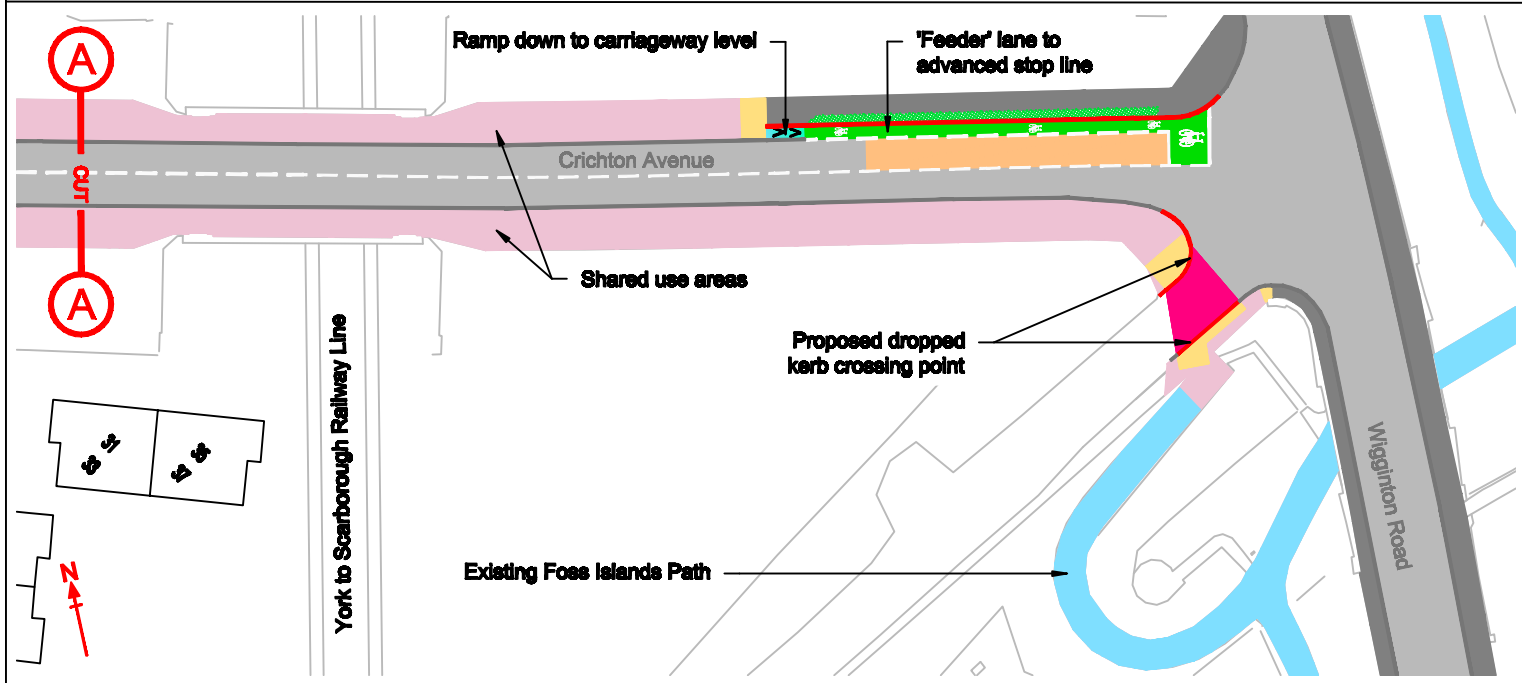 A
Ramp down to carriageway level
'Feeder' lane to
advanced stop line
Crichton Avenue
CUT
Shared use areas
A
Proposed dropped
kerb crossing point
York to Scarborough Railway Line
Wigginton Road
Existing Foss Islands Path
N